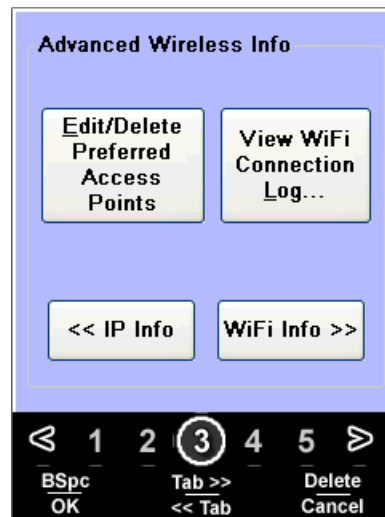 Advanced Wireless Info
Edit/Delete
Preferred
Access
Points
View WiFi
Connection
Log...
<< IP Info
WiFi Info >>
< 1 2 3 4 5 >
BSpc
OK
Tab >>
<< Tab
Delete
Cancel